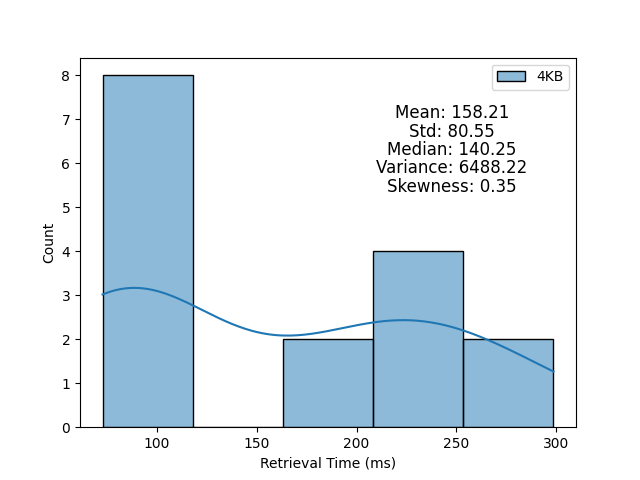 4KB
Mean: 158.21
Std: 80.55
Median: 140.25
Variance: 6488.22
Skewness: 0.35
8
7
6
5
4
3
2
1
0
Count
100 150 200 250 300
Retrieval Time (ms)